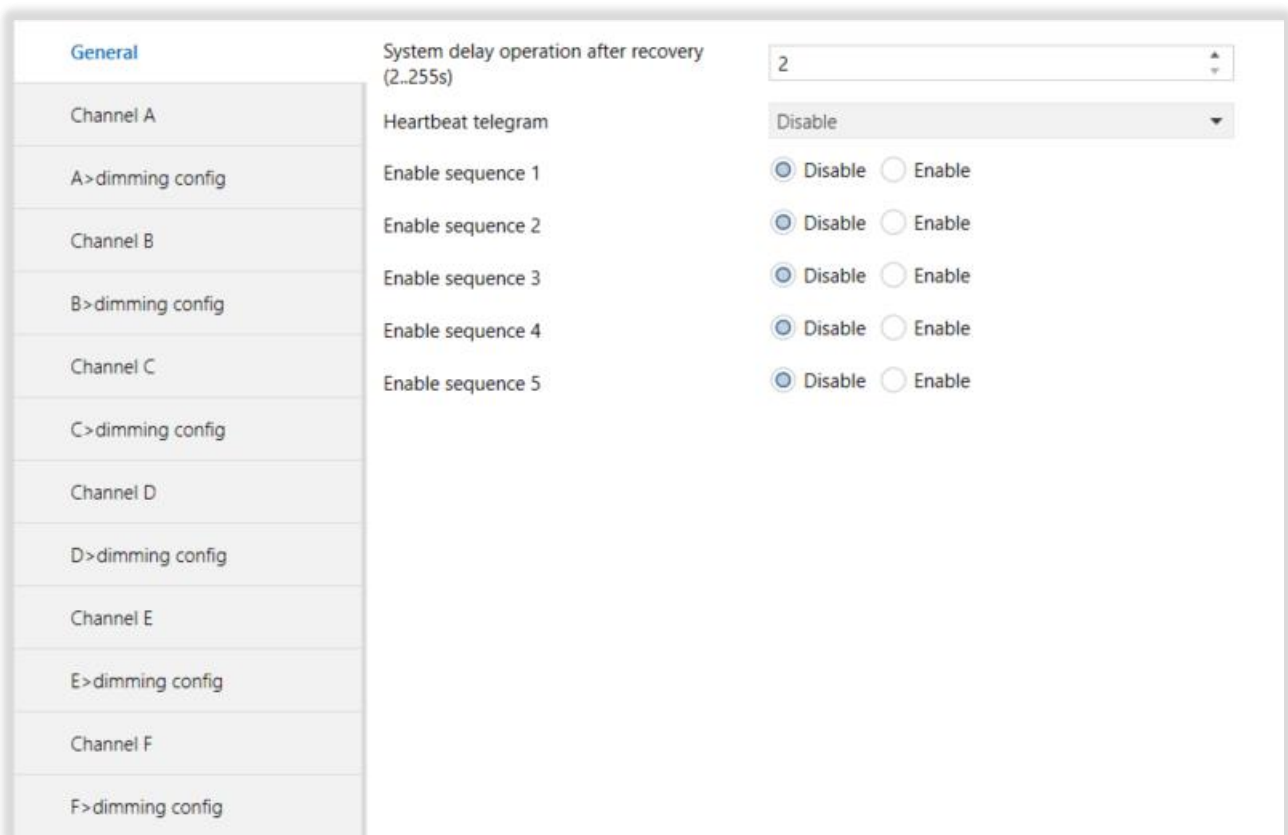 General
Channel A
A>dimming config
Channel B
B>dimming config
Channel C
C>dimming config
Channel D
D>dimming config
Channel E
E>dimming config
Channel F
F>dimming config
System delay operation after recovery
(2..255s)
2
Heartbeat telegram
Disable
Enable sequence 1
Disable Enable
Enable sequence 2
Disable Enable
Enable sequence 3
Disable Enable
Enable sequence 4
Disable Enable
Enable sequence 5
Disable Enable